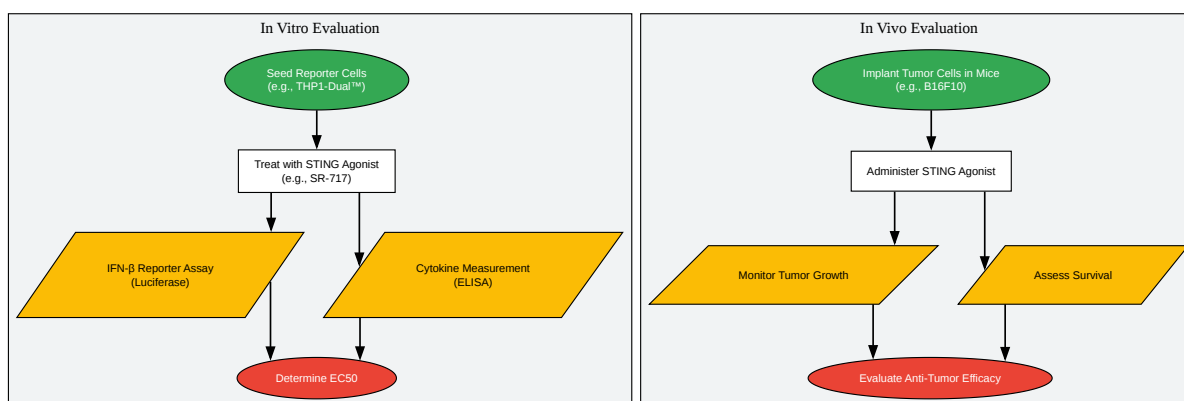 In Vitro Evaluation
Seed Reporter Cells
(e.g., THP1-Dual™)
Treat with STING Agonist
(e.g., SR-717)
IFN-β Reporter Assay
(Luciferase)
Cytokine Measurement
(ELISA)
Determine EC50
In Vivo Evaluation
Implant Tumor Cells in Mice
(e.g., B16F10)
Administer STING Agonist
Monitor Tumor Growth
Assess Survival
Evaluate Anti-Tumor Efficacy